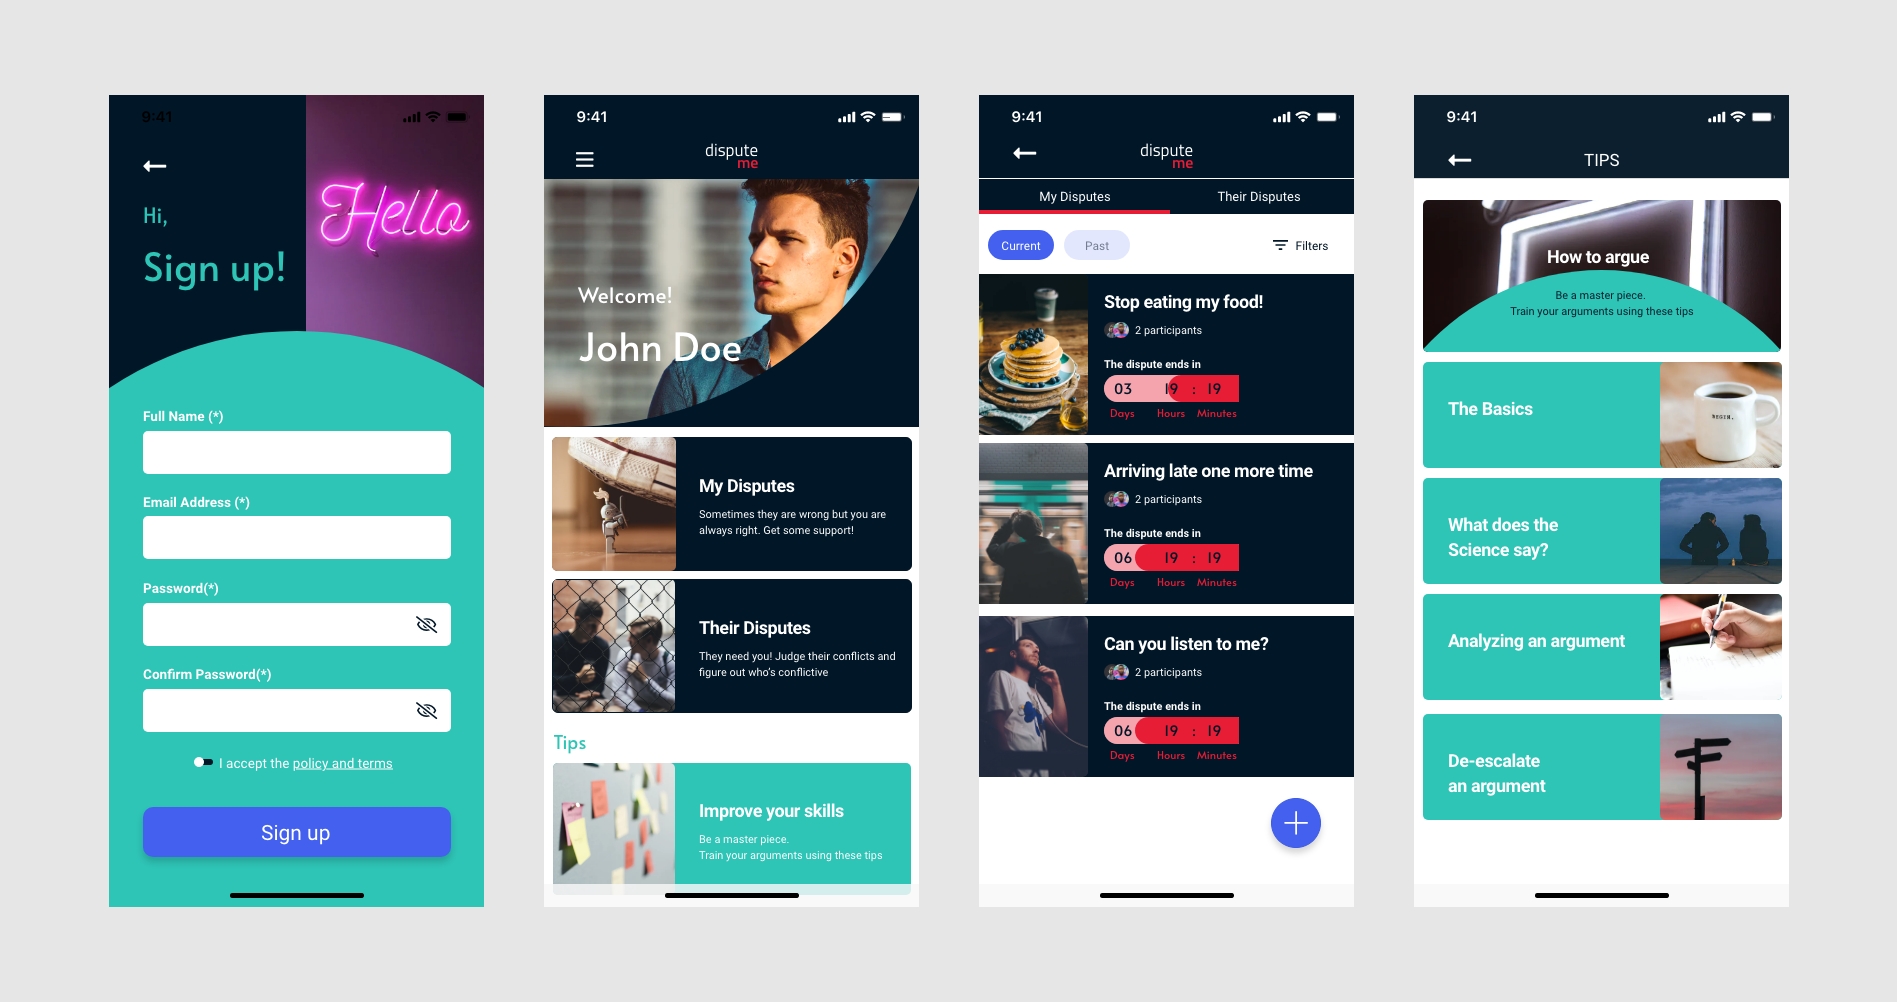 9:41
Hello
Hi,
Sign up!
Full Name (*)
Email Address (*)
Password(*)
Confirm Password(*)
I accept the policy and terms
Sign up
9:41
dispute
me
Welcome!
John Doe
My Disputes
Sometimes they are wrong but you are
always right. Get some support!
Their Disputes
They need you! Judge their conflicts and
figure out who's conflictive
Tips
Improve your skills
Be a master piece.
Train your arguments using these tips
9:41
dispute
me
My Disputes Their Disputes
Current Past Filters
Stop eating my food!
2 participants
The dispute ends in
03 19 : 19
Days Hours Minutes
Arriving late one more time
2 participants
The dispute ends in
06 19 : 19
Days Hours Minutes
Can you listen to me?
2 participants
The dispute ends in
06 19 : 19
Days Hours Minutes
9:41
TIPS
How to argue
Be a master piece.
Train your arguments using these tips
The Basics
BEGIN.
What does the
Science say?
Analyzing an argument
De-escalate
an argument